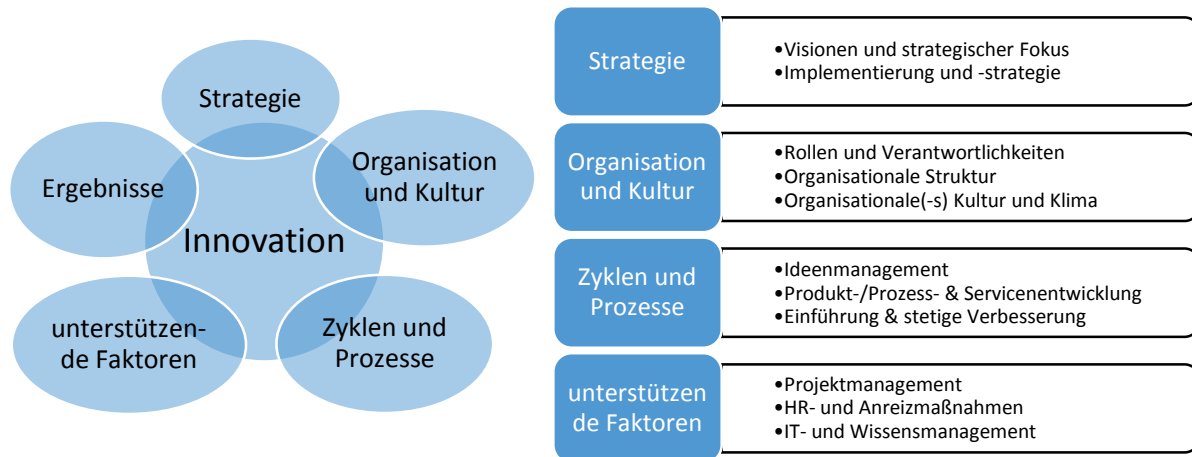 Strategie
Organisation
und Kultur
Ergebnisse
Innovation
unterstützen-
de Faktoren
Zyklen und
Prozesse
Strategie
•Visionen und strategischer Fokus
•Implementierung und -strategie
Organisation
und Kultur
•Rollen und Verantwortlichkeiten
•Organisationale Struktur
•Organisationale(-s) Kultur und Klima
Zyklen und
Prozesse
•Ideenmanagement
•Produkt-/Prozess- & Servicenentwicklung
•Einführung & stetige Verbesserung
unterstützen
de Faktoren
•Projektmanagement
•HR- und Anreizmaßnahmen
•IT- und Wissensmanagement